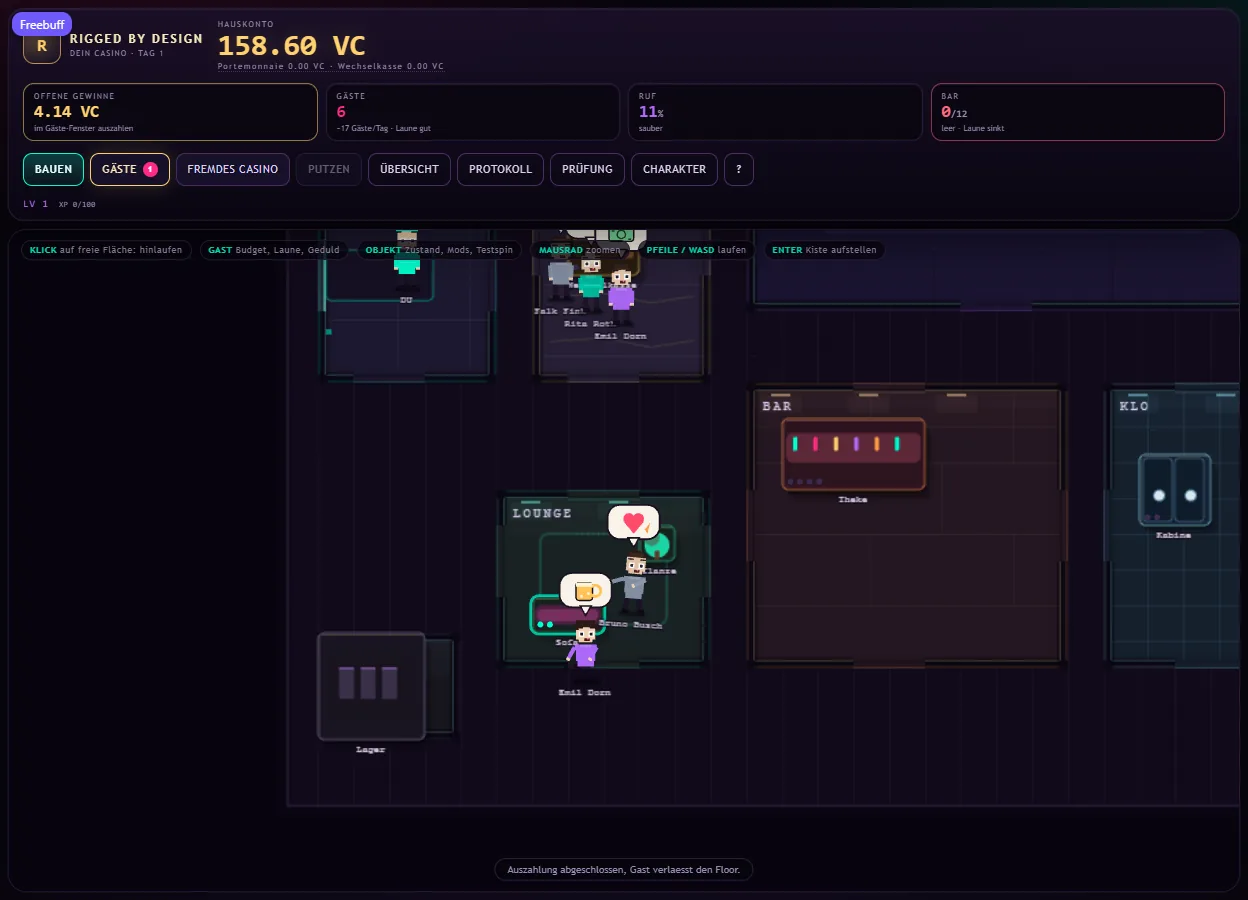 Freebuff
R
RIGGED BY DESIGN
DEIN CASINO · TAG 1
HAUSKONTO
158.60 VC
Portemonnaie 0.00 VC · Wechselkasse 0.00 VC
OFFENE GEWINNE
4.14 VC
im Gäste-Fenster auszahlen
GÄSTE
6
~17 Gäste/Tag · Laune gut
RUF
11%
sauber
BAR
0/12
leer · Laune sinkt
BAUEN
GÄSTE 1
FREMDES CASINO
PUTZEN
ÜBERSICHT
PROTOKOLL
PRÜFUNG
CHARAKTER
?
LV 1 XP 0/100
KLICK auf freie Fläche: hinlaufen
GAST Budget, Laune, Geduld
OBJEKT Zustand, Mods, Testspin
MAUSRAD zoomen
PFEILE / WASD laufen
ENTER Kiste aufstellen
DU
Falk
Rita
Emil Dorn
BAR
Theke
KLO
Kabine
LOUNGE
Bruno Busch
Sofa
Emil Dorn
Lager
Auszahlung abgeschlossen, Gast verlaesst den Floor.